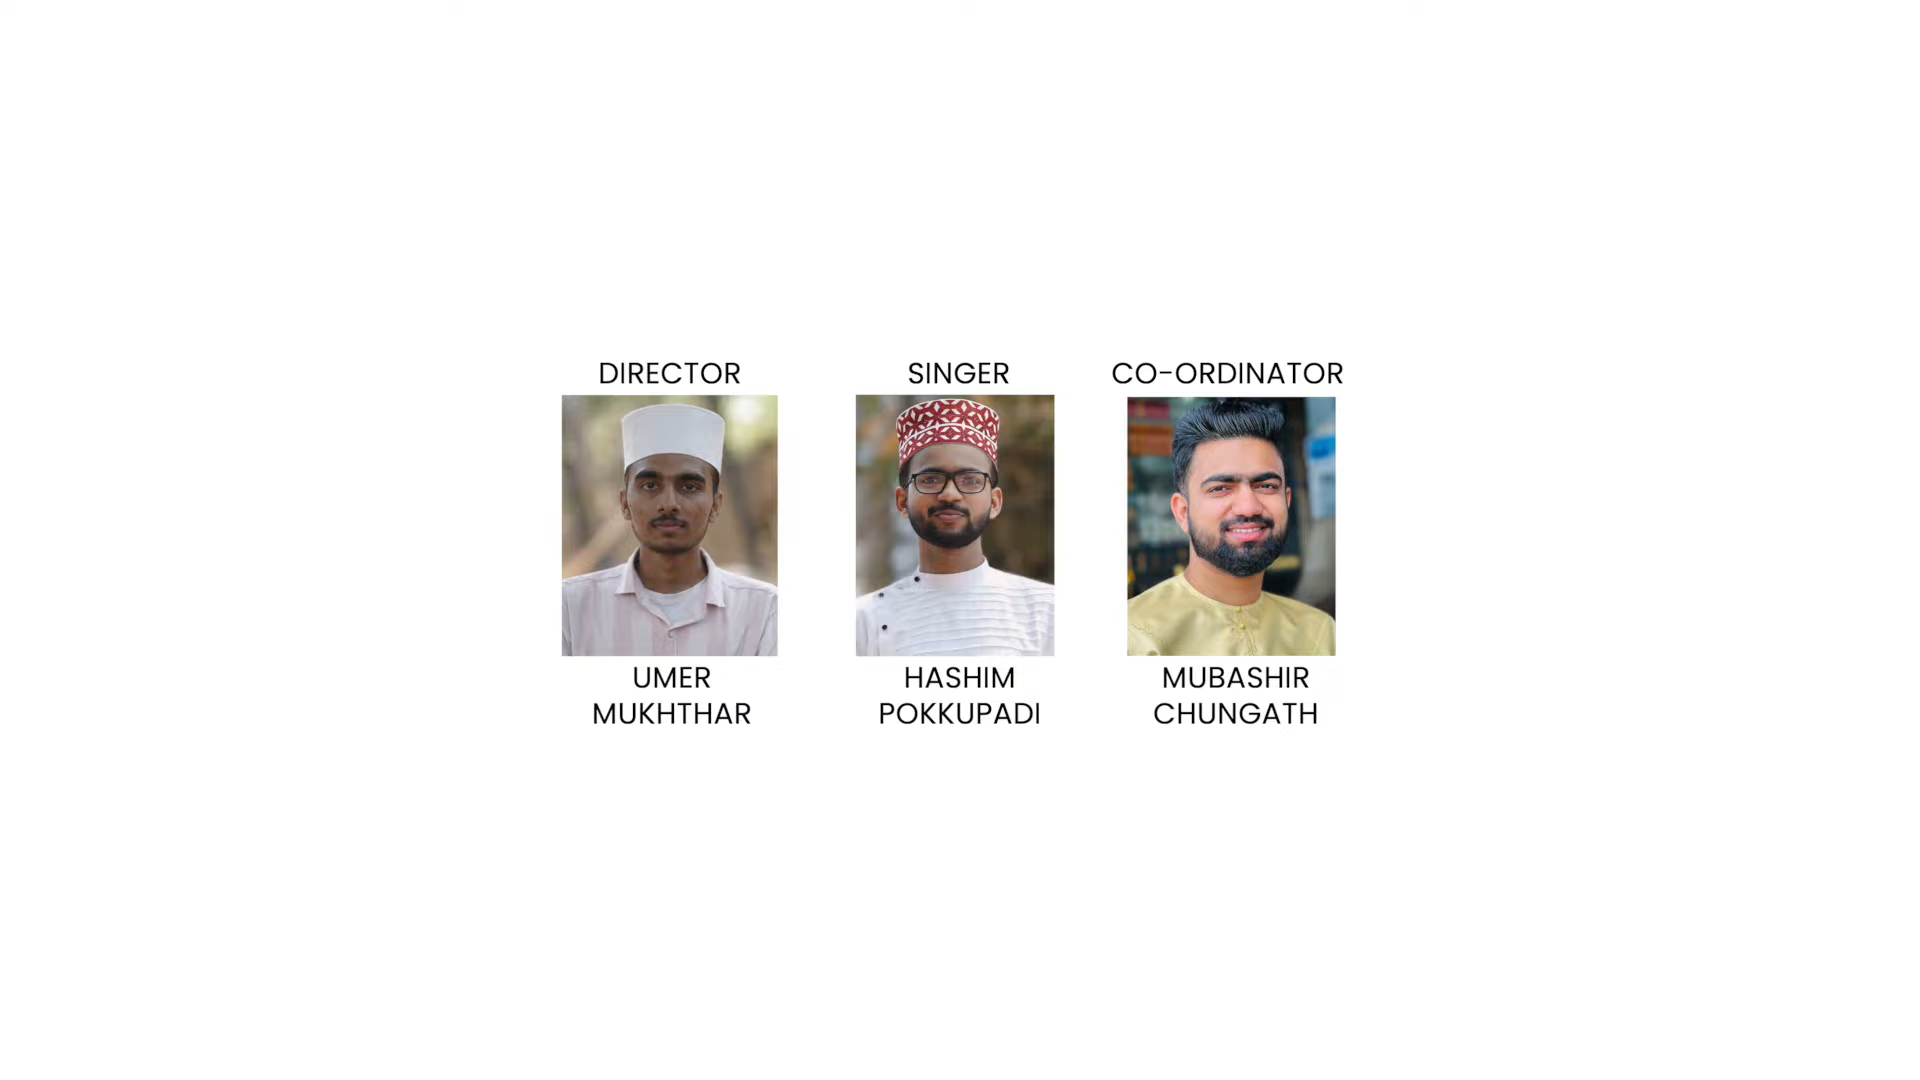 DIRECTOR
UMER
MUKHTHAR
SINGER
HASHIM
POKKUPADI
CO-ORDINATOR
MUBASHIR
CHUNGATH